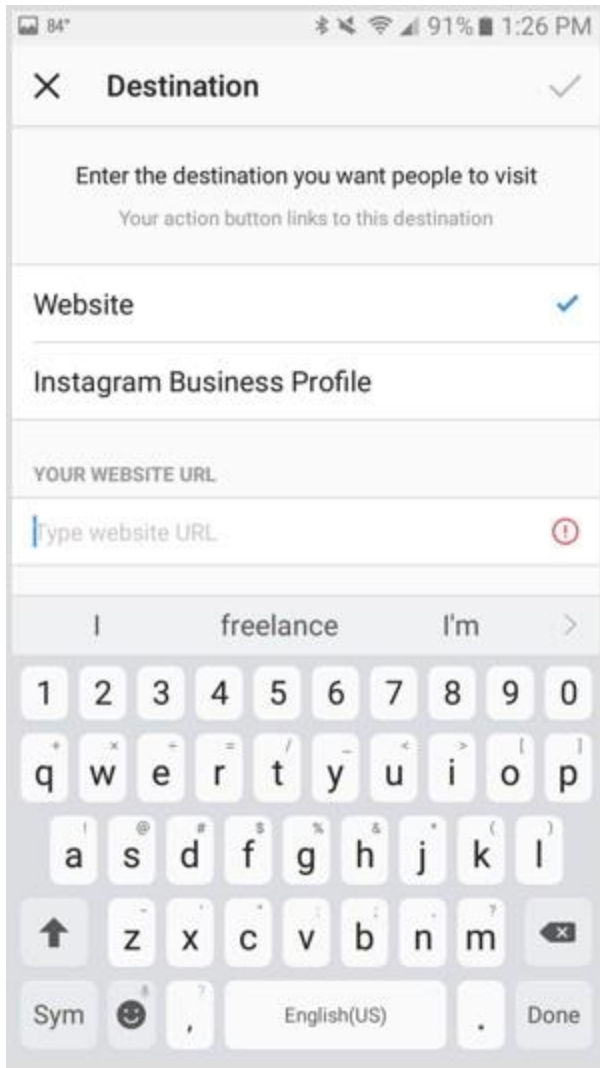 84°
91% 1:26 PM
Destination
Enter the destination you want people to visit
Your action button links to this destination
Website
Instagram Business Profile
YOUR WEBSITE URL
Type website URL
I freelance I'm
1 2 3 4 5 6 7 8 9 0
q w e r t y u i o p
a s d f g h j k l
z x c v b n m
Sym , English(US) . Done